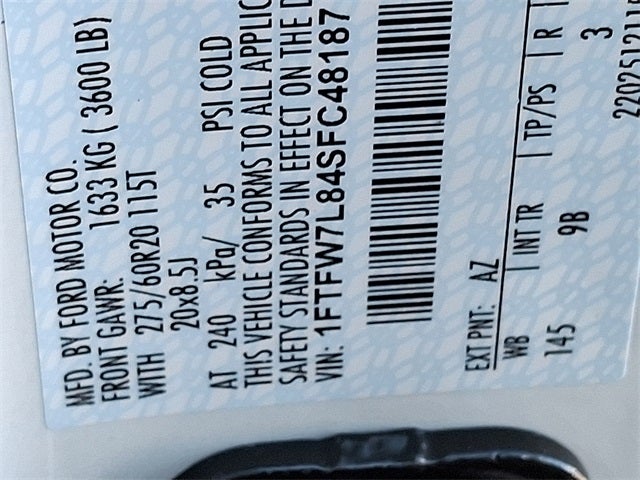 MFD. BY FORD MOTOR CO.
FRONT GAWR: 1633 KG ( 3600 LB)
WITH 275/60R20 115T
20x8.5J
AT 240 kPa/ 35 PSI COLD
THIS VEHICLE CONFORMS TO ALL APPLIC
SAFETY STANDARDS IN EFFECT ON THE D
VIN: 1FTFW7L84SFC48187
EXT PNT: AZ
WB INT TR TP/PS R
145 9B 3